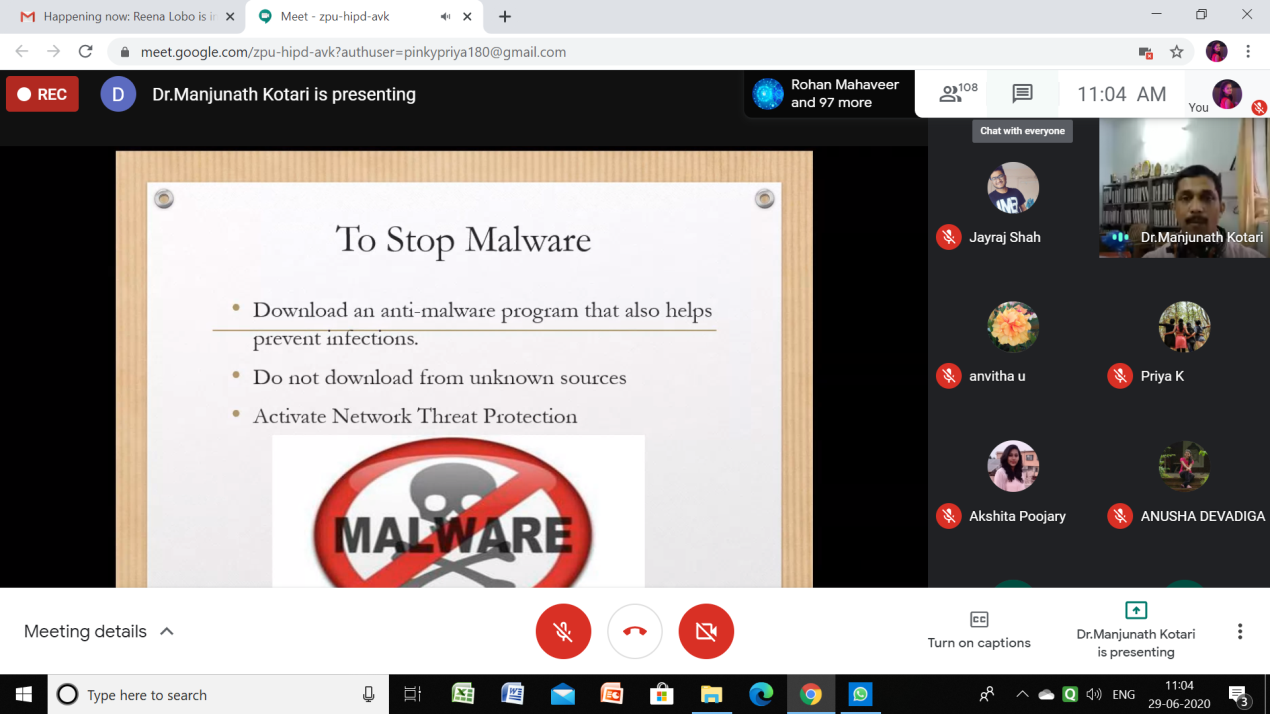 Happening now: Reena Lobo is in
Meet - zpu-hipd-avk
meet.google.com/zpu-hipd-avk?authuser=pinkypriya180@gmail.com
REC
D
Dr.Manjunath Kotari is presenting
Rohan Mahaveer
and 97 more
108
11:04 AM
You
Chat with everyone
To Stop Malware
• Download an anti-malware program that also helps
prevent infections.
• Do not download from unknown sources
• Activate Network Threat Protection
MALWARE
Jayraj Shah
Dr.Manjunath Kotari
anvitha u
Priya K
Akshita Poojary
ANUSHA DEVADIGA
Meeting details
CC
Turn on captions
Dr.Manjunath Kotari
is presenting
Type here to search
ENG
11:04
29-06-2020
3